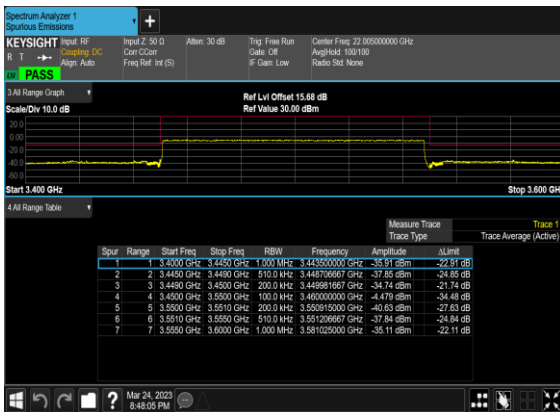 Spectrum Analyzer 1
Spurious Emissions
+
KEYSIGHT Input: RF Input Z: 50 Ω Atten: 30 dB Trig: Free Run Center Freq: 22.005000000 GHz
R T Coupling: DC Corr CCorr Gate: Off Avg|Hold: 100/100
Align: Auto Freq Ref: Int (S) IF Gain: Low Radio Std: None
PASS
3 All Range Graph
Ref Lvl Offset 15.68 dB
Scale/Div 10.0 dB Ref Value 30.00 dBm
20.0
0.00
-20.0
-40.0
-60.0
Start 3.400 GHz Stop 3.600 GH
4 All Range Table
Measure Trace Trace 1
Trace Type Trace Average (Active)
Spur Range Start Freq Stop Freq RBW Frequency Amplitude ΔLimit
1 1 3.4000 GHz 3.4450 GHz 1.000 MHz 3.443500000 GHz -35.91 dBm -22.91 dB
2 2 3.4450 GHz 3.4490 GHz 510.0 kHz 3.448706667 GHz -37.85 dBm -24.85 dB
3 3 3.4490 GHz 3.4500 GHz 200.0 kHz 3.449981667 GHz -34.74 dBm -21.74 dB
4 4 3.4500 GHz 3.5500 GHz 100.0 kHz 3.460000000 GHz -4.479 dBm -34.48 dB
5 5 3.5500 GHz 3.5510 GHz 200.0 kHz 3.550915000 GHz -40.63 dBm -27.63 dB
6 6 3.5510 GHz 3.5550 GHz 510.0 kHz 3.551206667 GHz -37.84 dBm -24.84 dB
7 7 3.5550 GHz 3.6000 GHz 1.000 MHz 3.581025000 GHz -35.11 dBm -22.11 dB
? Mar 24, 2023
8:48:05 PM